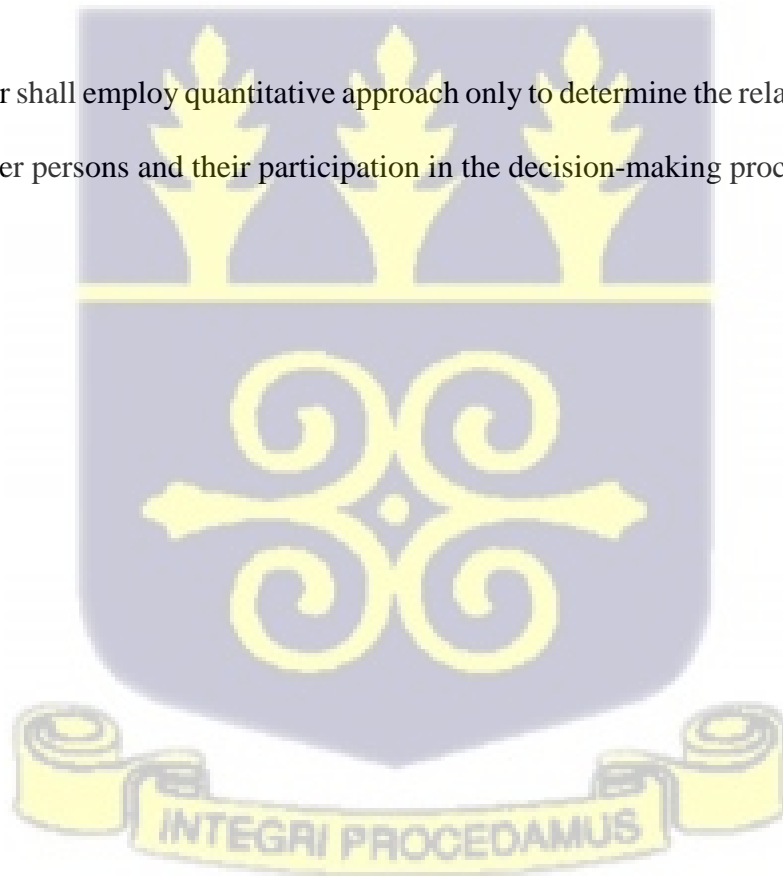 r shall employ quantitative approach only to determine the rela
er persons and their participation in the decision-making proc
INTEGRI PROCEDAMUS